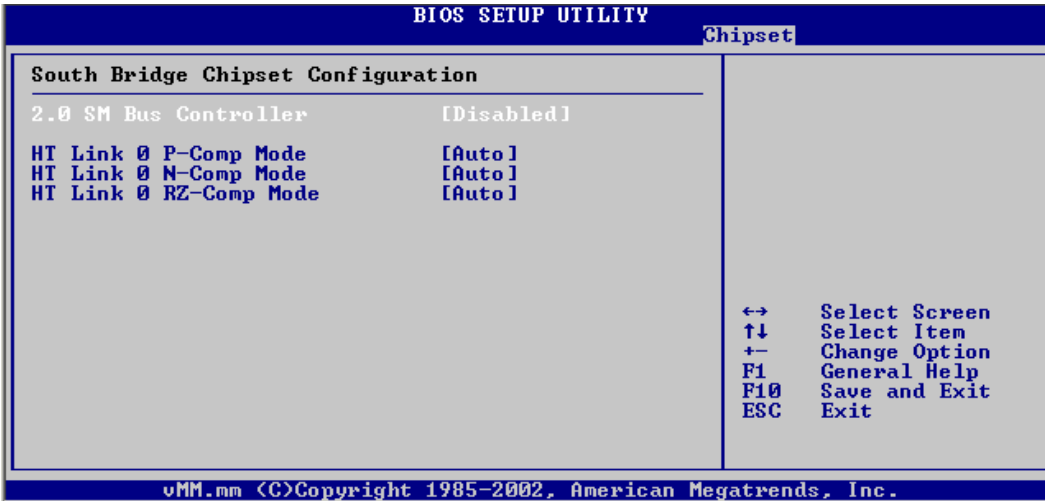 BIOS SETUP UTILITY
Chipset
South Bridge Chipset Configuration
2.0 SM Bus Controller [Disabled]
HT Link 0 P-Comp Mode [Auto]
HT Link 0 N-Comp Mode [Auto]
HT Link 0 RZ-Comp Mode [Auto]
↔ Select Screen
↑↓ Select Item
+- Change Option
F1 General Help
F10 Save and Exit
ESC Exit
vMM.mm (C)Copyright 1985-2002, American Megatrends, Inc.